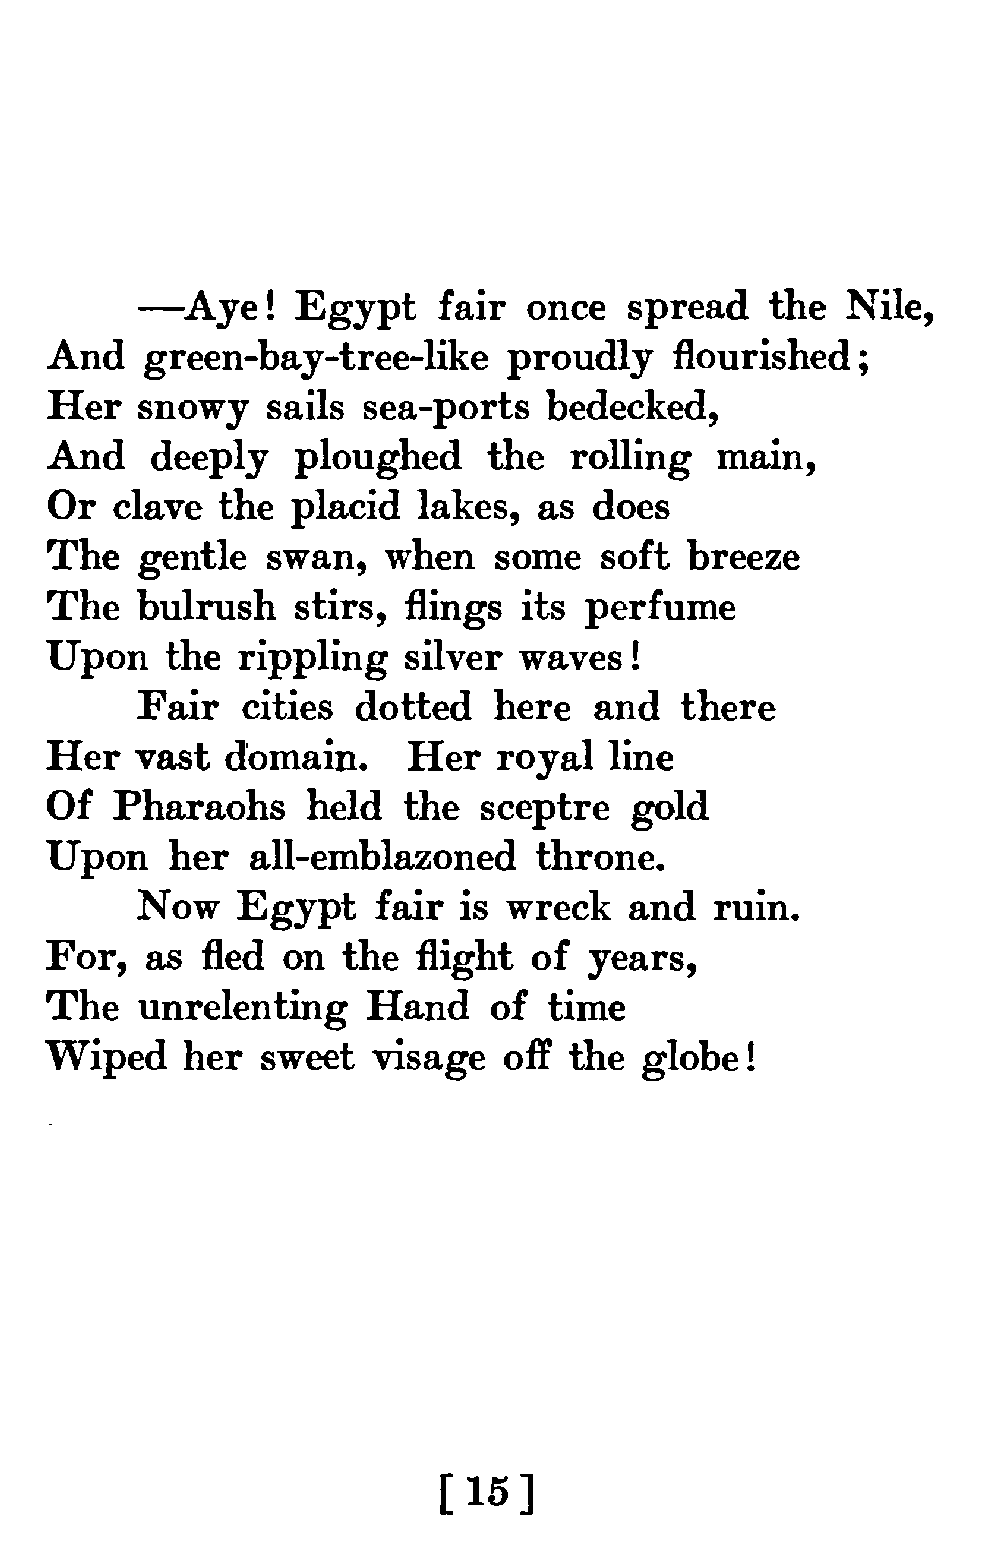 —Aye! Egypt fair once spread the Nile,
And green-bay-tree-like proudly flourished;
Her snowy sails sea-ports bedecked,
And deeply ploughed the rolling main,
Or clave the placid lakes, as does
The gentle swan, when some soft breeze
The bulrush stirs, flings its perfume
Upon the rippling silver waves!
Fair cities dotted here and there
Her vast domain. Her royal line
Of Pharaohs held the sceptre gold
Upon her all-emblazoned throne.
Now Egypt fair is wreck and ruin.
For, as fled on the flight of years,
The unrelenting Hand of time
Wiped her sweet visage off the globe!
[ 15 ]